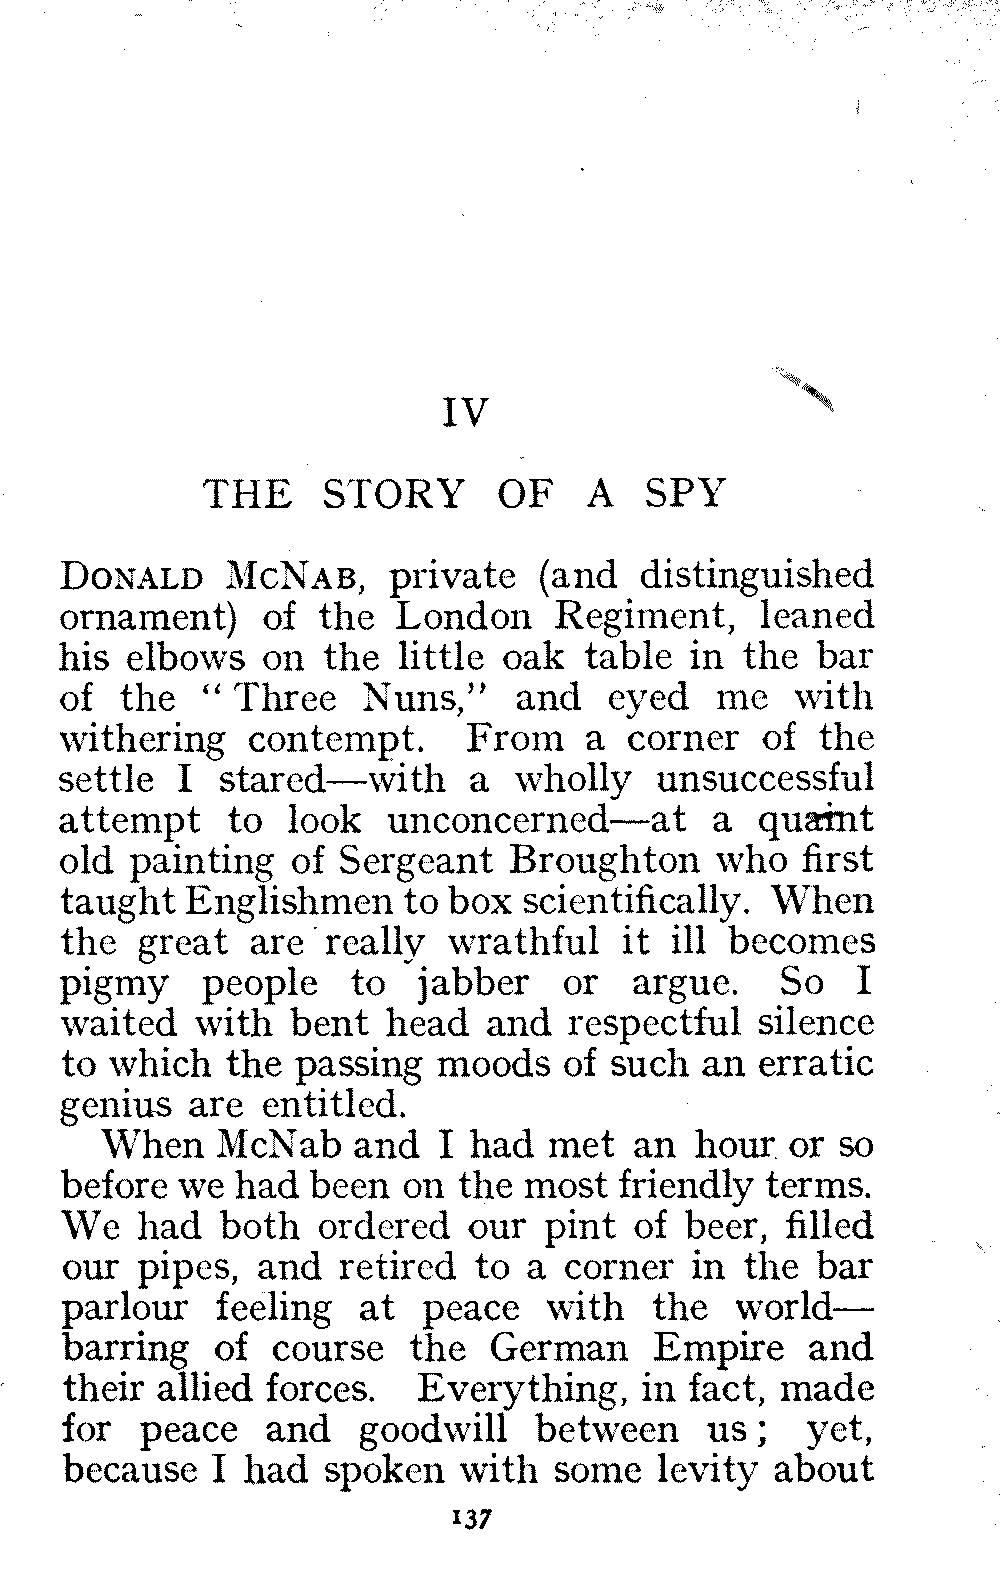 IV
THE STORY OF A SPY
DONALD MCNAB, private (and distinguished
ornament) of the London Regiment, leaned
his elbows on the little oak table in the bar
of the “ Three Nuns,” and eyed me with
withering contempt. From a corner of the
settle I stared—with a wholly unsuccessful
attempt to look unconcerned—at a quaint
old painting of Sergeant Broughton who first
taught Englishmen to box scientifically. When
the great are really wrathful it ill becomes
pigmy people to jabber or argue. So I
waited with bent head and respectful silence
to which the passing moods of such an erratic
genius are entitled.
When McNab and I had met an hour or so
before we had been on the most friendly terms.
We had both ordered our pint of beer, filled
our pipes, and retired to a corner in the bar
parlour feeling at peace with the world—
barring of course the German Empire and
their allied forces. Everything, in fact, made
for peace and goodwill between us ; yet,
because I had spoken with some levity about
137